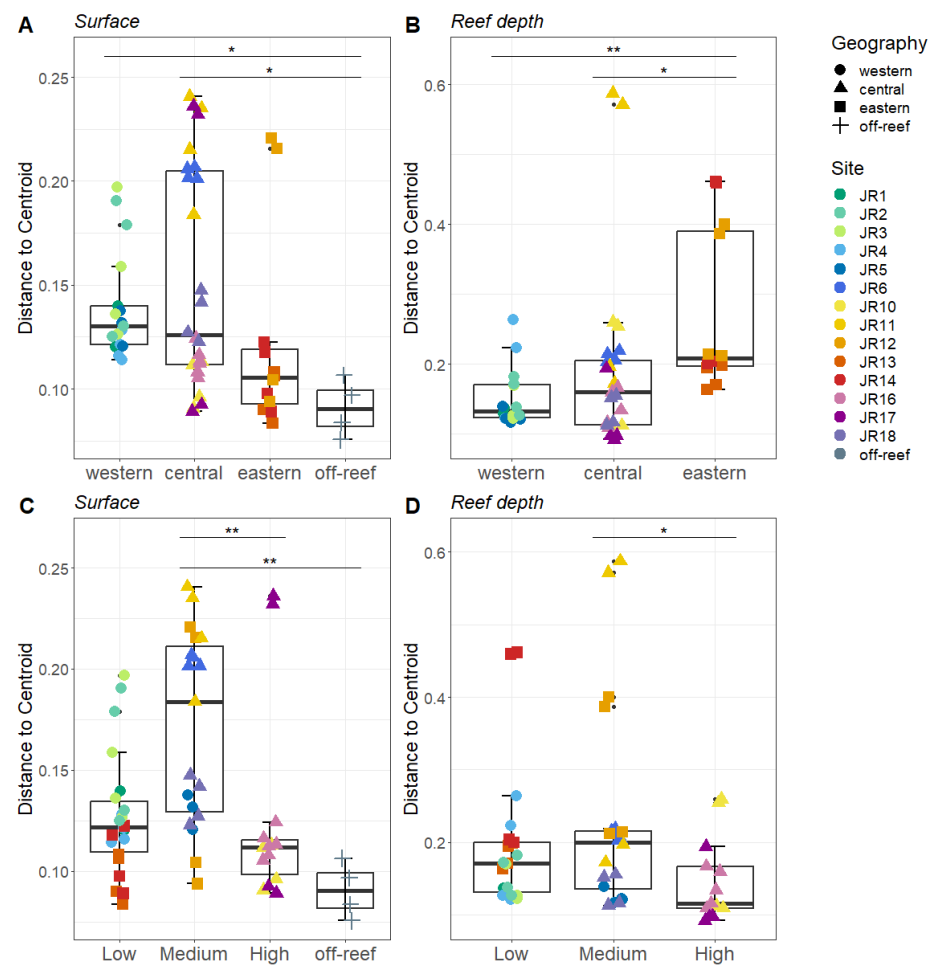 A Surface
Distance to Centroid
0.25
0.20
0.15
0.10
*
*
western central eastern off-reef
B Reef depth
Distance to Centroid
0.6
0.4
0.2
**
*
western central eastern
Geography
western
central
eastern
off-reef
Site
JR1
JR2
JR3
JR4
JR5
JR6
JR10
JR11
JR12
JR13
JR14
JR16
JR17
JR18
off-reef
C Surface
Distance to Centroid
0.25
0.20
0.15
0.10
**
**
Low Medium High off-reef
D Reef depth
Distance to Centroid
0.6
0.4
0.2
*
Low Medium High